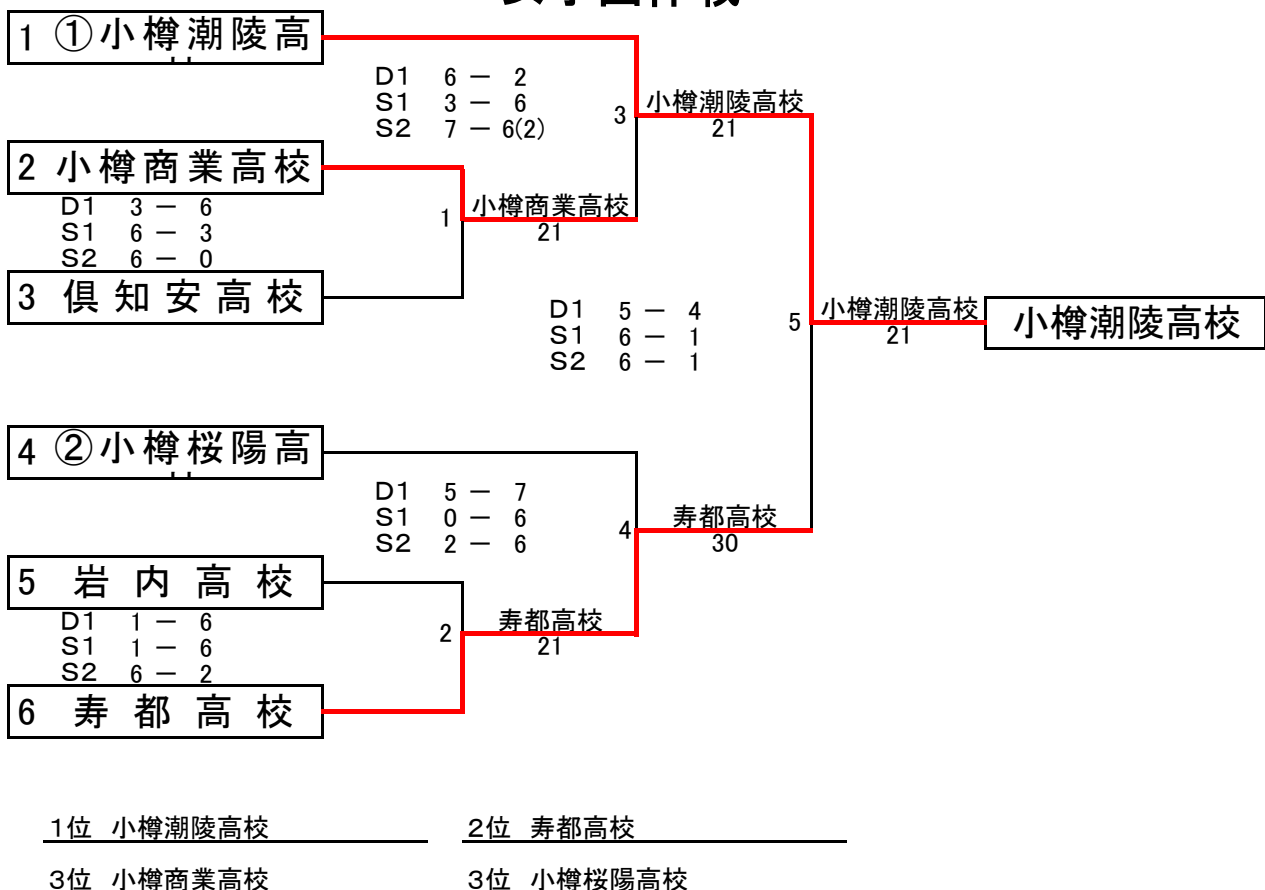 1 ①小樽潮陵高
D1 6 － 2
S1 3 － 6
S2 7 － 6(2)
3
小樽潮陵高校
21
2 小樽商業高校
D1 3 － 6
S1 6 － 3
S2 6 － 0
1
小樽商業高校
21
3 倶知安高校
D1 5 － 4
S1 6 － 1
S2 6 － 1
5
小樽潮陵高校
21
小樽潮陵高校
4 ②小樽桜陽高
D1 5 － 7
S1 0 － 6
S2 2 － 6
4
寿都高校
30
5 岩内高校
D1 1 － 6
S1 1 － 6
S2 6 － 2
2
寿都高校
21
6 寿都高校
1位 小樽潮陵高校
2位 寿都高校
3位 小樽商業高校
3位 小樽桜陽高校